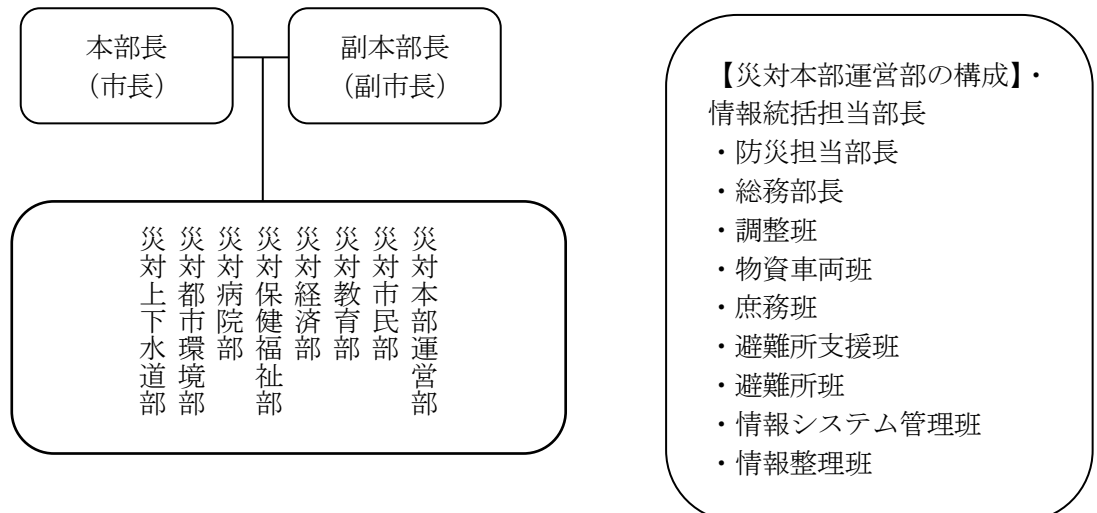 本部長
（市長）
副本部長
（副市長）
災対本部運営部
災対市民部
災対教育部
災対経済部
災対保健福祉部
災対病院部
災対都市環境部
災対上下水道部
【災対本部運営部の構成】・
情報統括担当部長
・防災担当部長
・総務部長
・調整班
・物資車両班
・庶務班
・避難所支援班
・避難所班
・情報システム管理班
・情報整理班